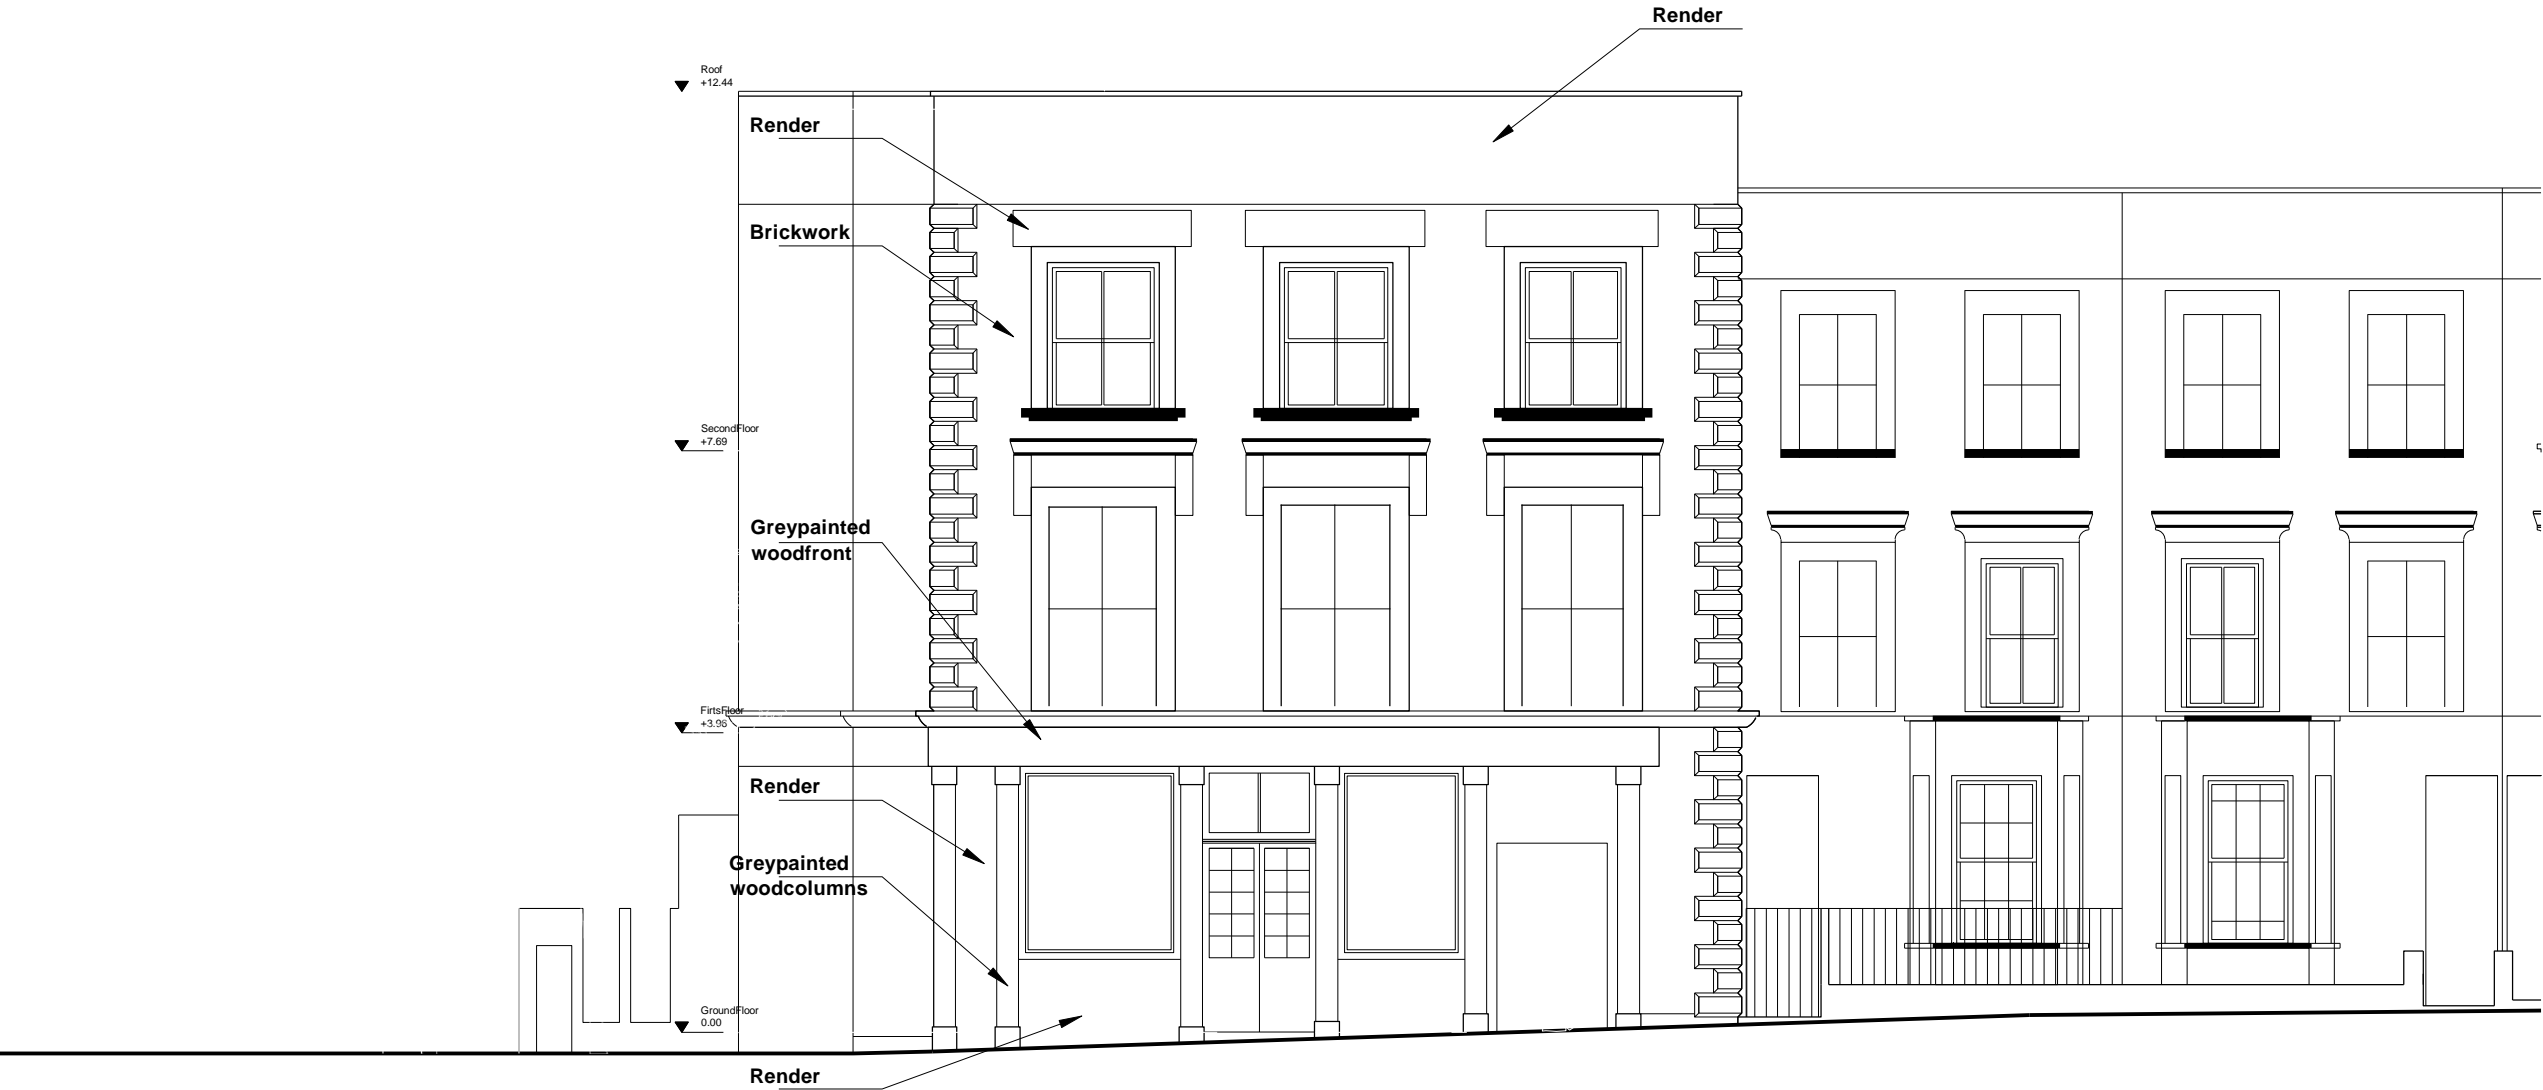 Render
Roof
+12.44
Render
Brickwork
SecondFloor
+7.69
Greypainted
woodfront
FirtsFloor
+3.96
Render
Greypainted
woodcolumns
GroundFloor
0.00
Render